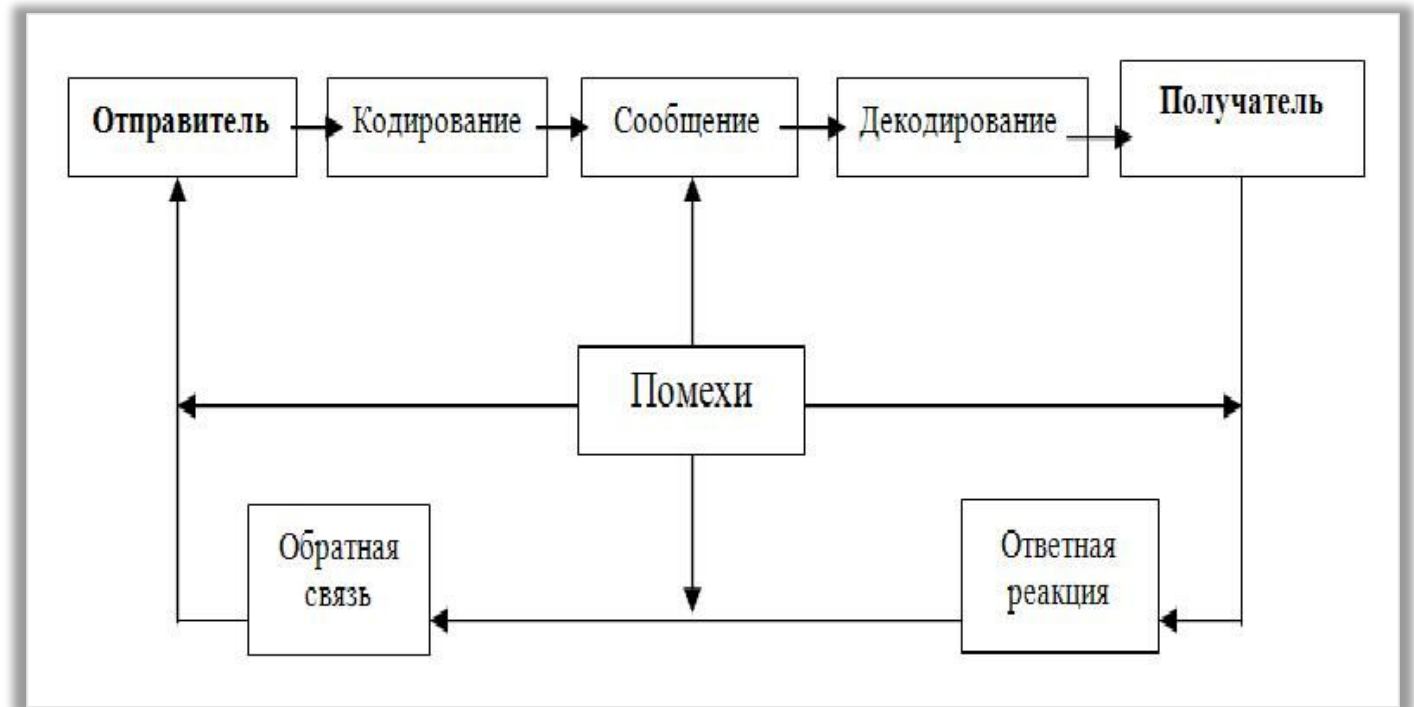 Отправитель
Кодирование
Сообщение
Декодирование
Получатель
Помехи
Обратная
связь
Ответная
реакция